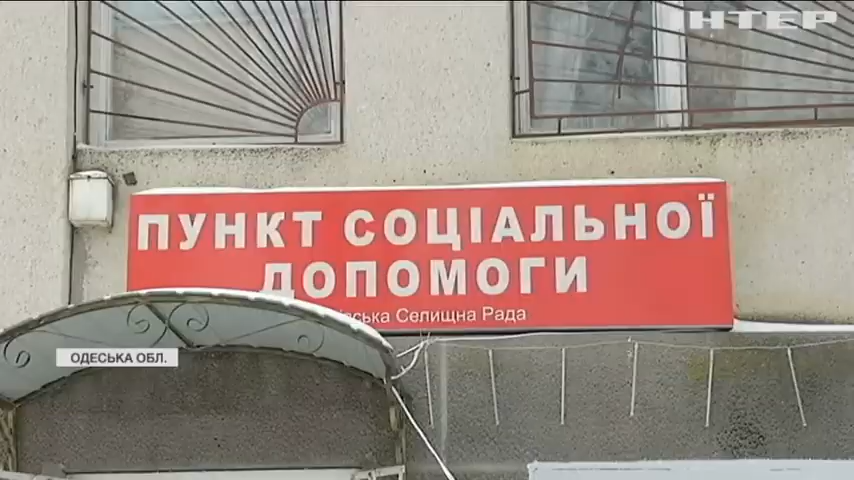 ІНТЕР
ПУНКТ СОЦІАЛЬНОЇ
ДОПОМОГИ
Селищна Рада
ОДЕСЬКА ОБЛ.